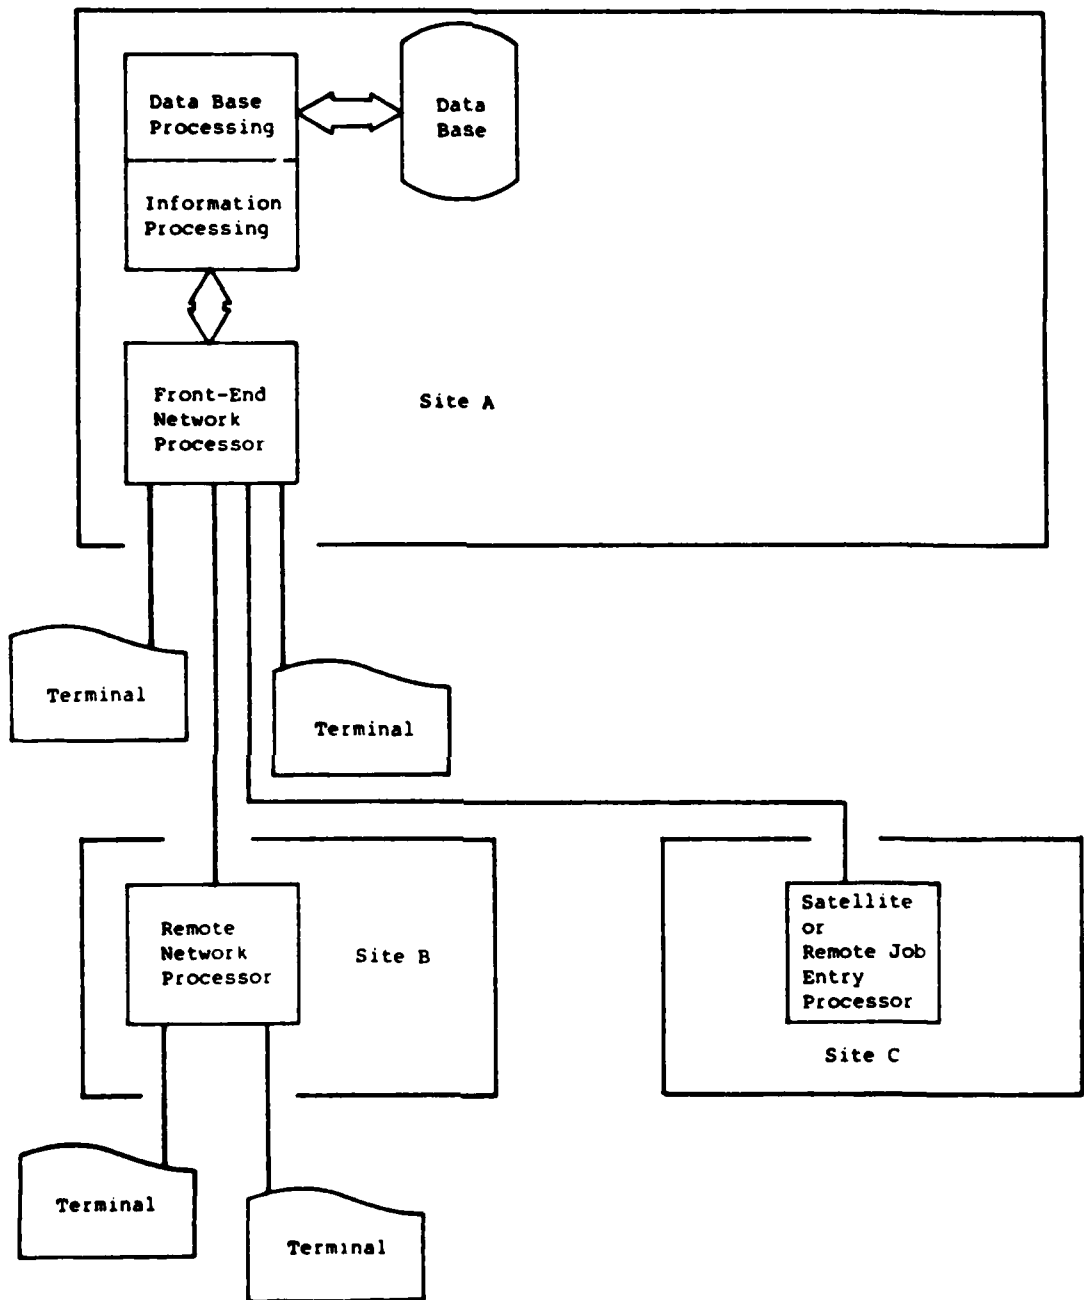 Data Base
Processing
Data
Base
Information
Processing
Front-End
Network
Processor
Site A
Terminal
Terminal
Remote
Network
Processor
Site B
Satellite
or
Remote Job
Entry
Processor
Site C
Terminal
Terminal